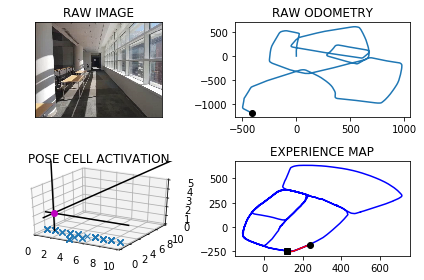 RAW IMAGE
RAW ODOMETRY
500
0
−500
−1000
−500 0 500 1000
POSE CELL ACTIVATION
5
4
3
2
1
0
0 2 4 6 8 10
0 2 4 6 8 10
EXPERIENCE MAP
500
250
0
−250
0 200 400 600